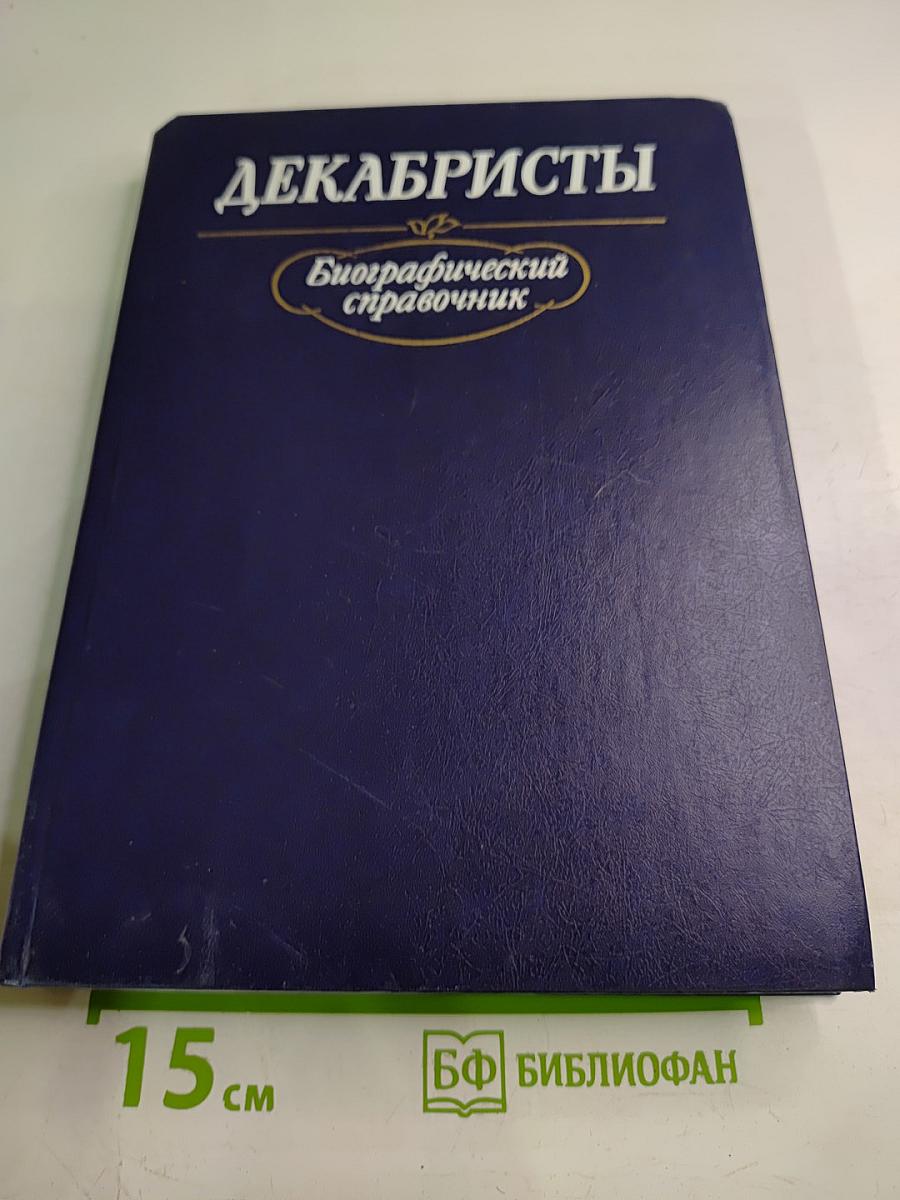 ДЕКАБРИСТЫ
Биографический
справочник
15 см
БФ БИБЛИОФАН